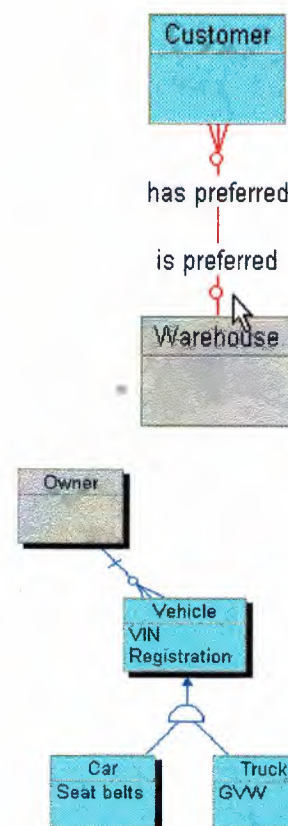 Customer
has preferred
is preferred
Warehouse
Owner
Vehicle
VIN
Registration
Car
Seat belts
Truck
GVW